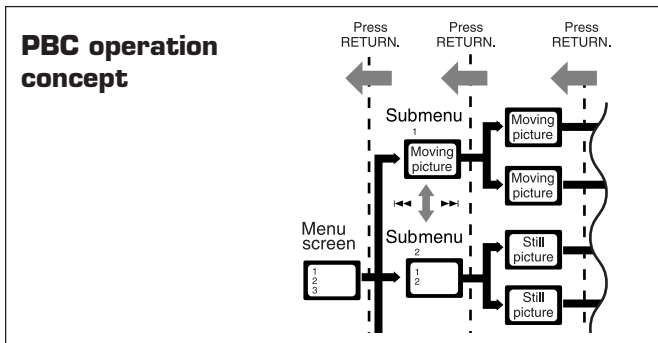 PBC operation
concept
Press
RETURN.
Press
RETURN.
Press
RETURN.
Submenu
1
Moving
picture
Moving
picture
Moving
picture
Menu
screen
1
2
3
Submenu
2
1
2
Still
picture
Still
picture